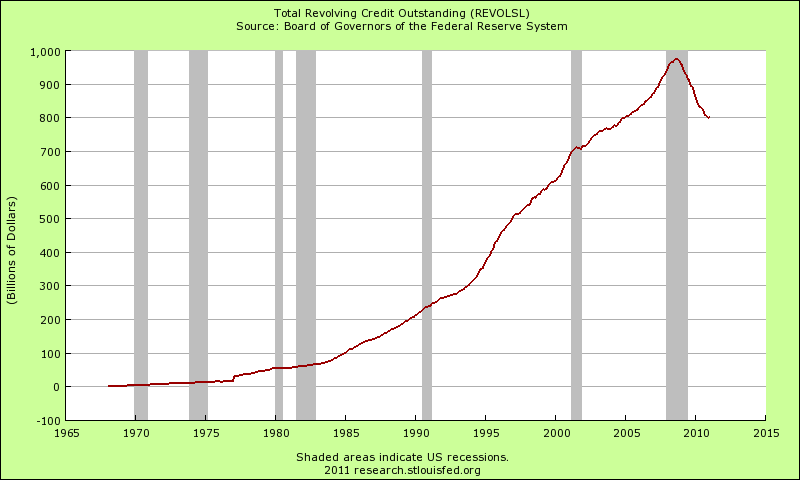 Total Revolving Credit Outstanding (REVOLSL)
Source: Board of Governors of the Federal Reserve System
1,000
900
800
700
600
500
400
300
200
100
0
-100
(Billions of Dollars)
1965 1970 1975 1980 1985 1990 1995 2000 2005 2010 2015
Shaded areas indicate US recessions.
2011 research.stlouisfed.org